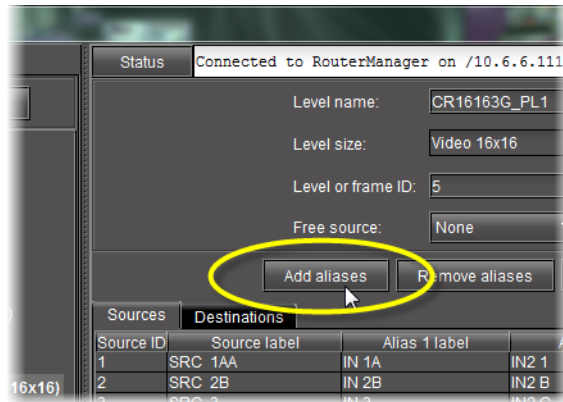 Status Connected to RouterManager on /10.6.6.111
Level name: CR16163G_PL1
Level size: Video 16x16
Level or frame ID: 5
Free source: None
Add aliases Remove aliases
Sources Destinations
Source ID Source label Alias 1 label A
1 SRC 1AA IN 1A IN2 1
16x16) 2 SRC 2B IN 2B IN2 B